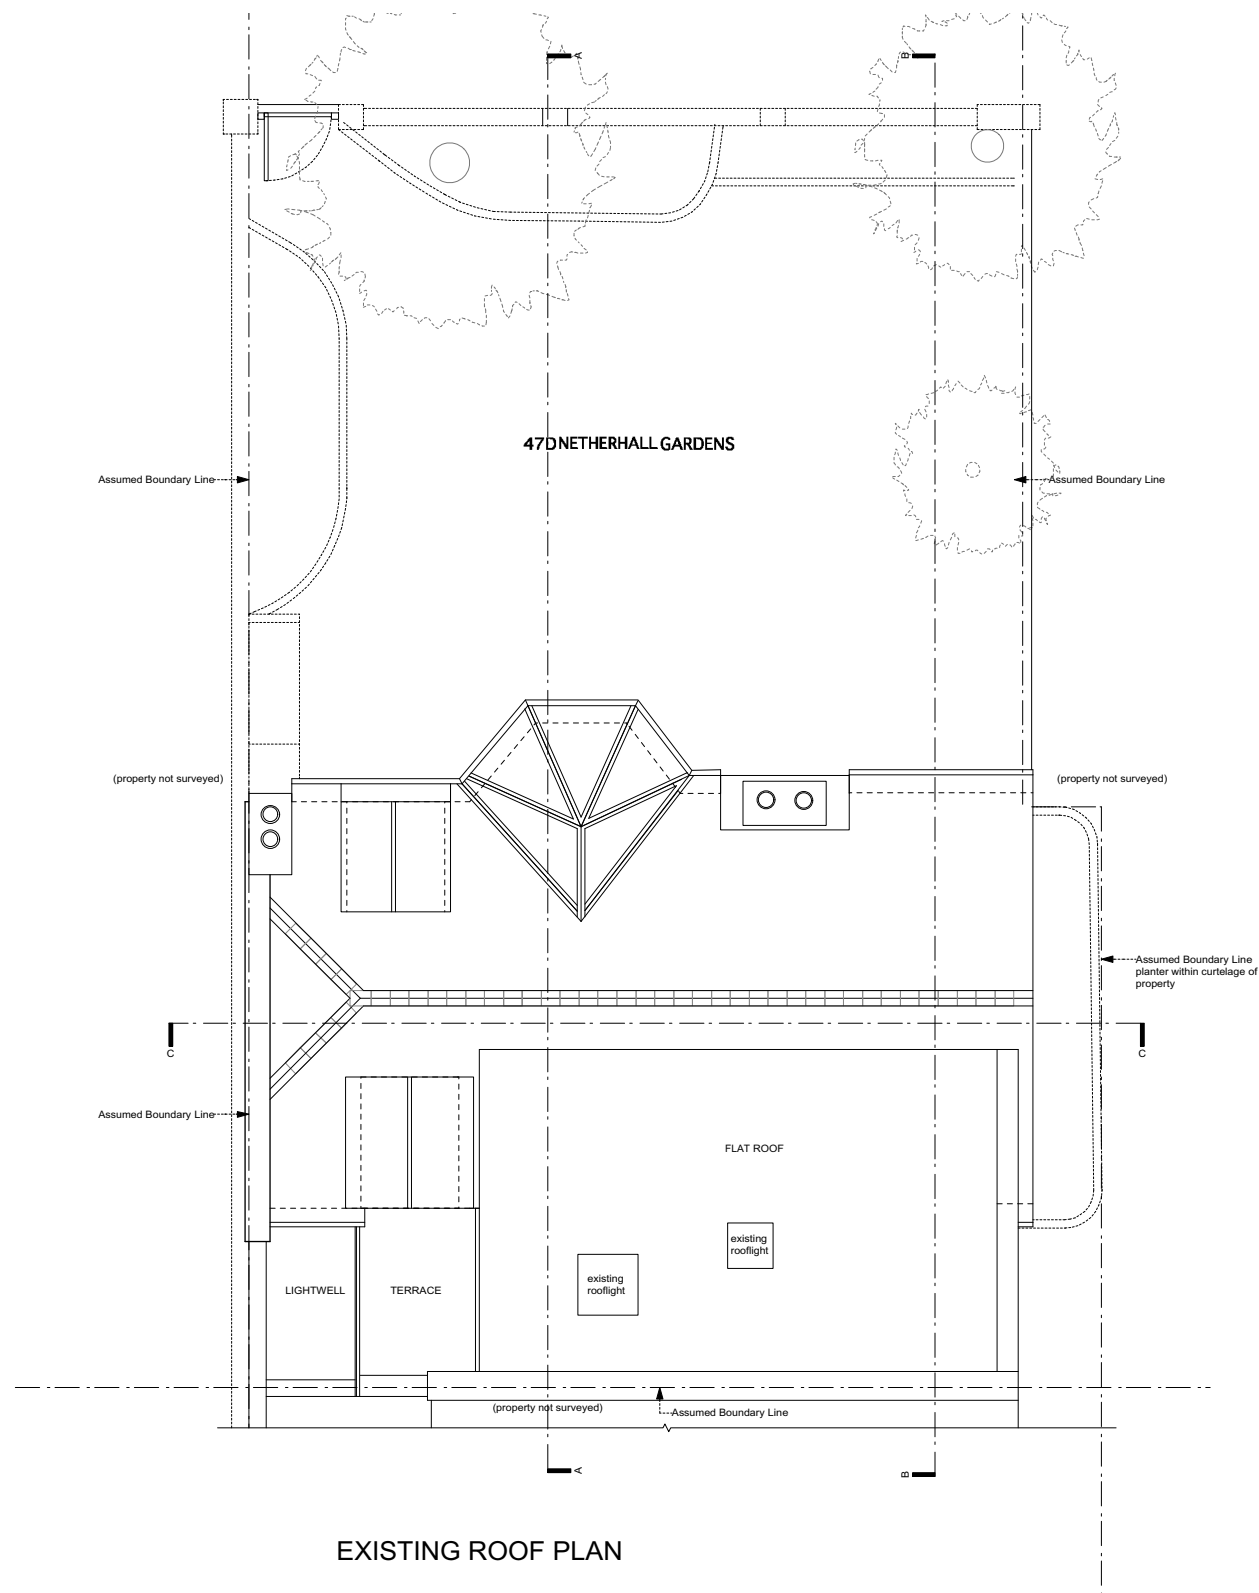 A
B
47D NETHERHALL GARDENS
Assumed Boundary Line
Assumed Boundary Line
(property not surveyed)
(property not surveyed)
Assumed Boundary Line
planter within curtelage of
property
C
C
Assumed Boundary Line
FLAT ROOF
existing
rooflight
existing
rooflight
LIGHTWELL
TERRACE
(property not surveyed)
Assumed Boundary Line
A
B
EXISTING ROOF PLAN